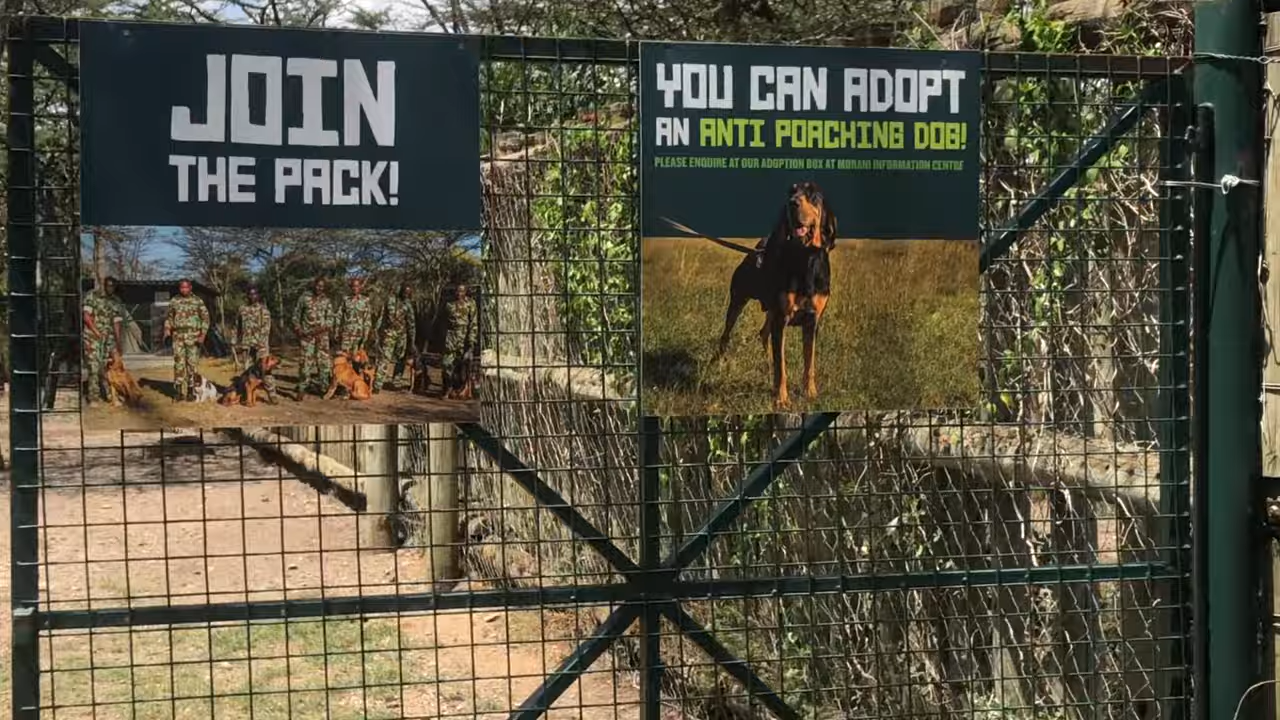 JOIN
THE PACK!
YOU CAN ADOPT
AN ANTI POACHING DOG!
PLEASE ENQUIRE AT OUR ADOPTION BOX AT MORANI INFORMATION CENTRE